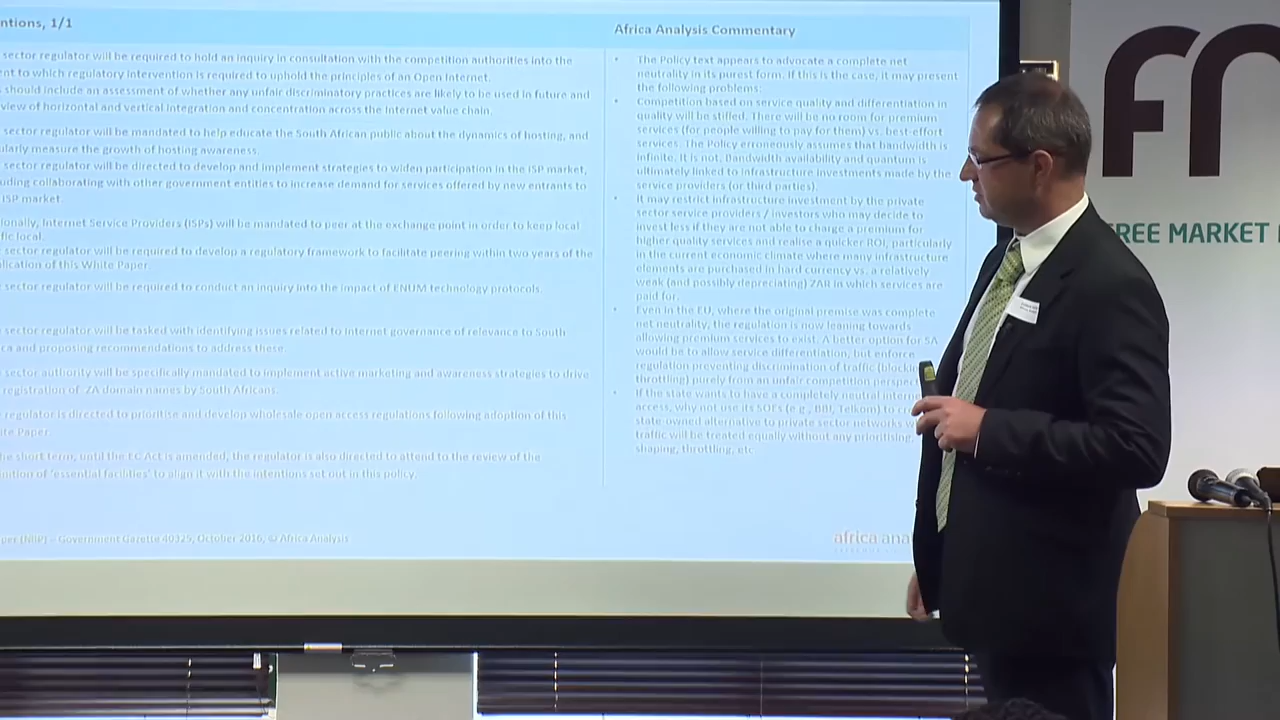 ntions, 1/1
sector regulator will be required to hold an inquiry in consultation with the competition authorities into the
ent to which regulatory intervention is required to uphold the principles of an Open Internet.
s should include an assessment of whether any unfair discriminatory practices are likely to be used in future and
view of horizontal and vertical integration and concentration across the Internet value chain.
sector regulator will be mandated to help educate the South African public about the dynamics of hosting, and
ularly measure the growth of hosting awareness.
sector regulator will be directed to develop and implement strategies to widen participation in the ISP market,
uding collaborating with other government entities to increase demand for services offered by new entrants to
ISP market.
ionally, Internet Service Providers (ISPs) will be mandated to peer at the exchange point in order to keep local
fic local.
sector regulator will be required to develop a regulatory framework to facilitate peering within two years of the
lication of this White Paper
sector regulator will be required to conduct an inquiry into the impact of ENUM technology protocols.
sector regulator will be tasked with identifying issues related to Internet governance of relevance to South
ca and proposing recommendations to address these.
sector authority will be specifically mandated to implement active marketing and awareness strategies to drive
registration of .ZA domain names by South Africans.
regulator is directed to prioritise and develop wholesale open access regulations following adoption of this
ite Paper.
he short term, until the EC Act is amended, the regulator is also directed to attend to the review of the
nition of 'essential facilities' to align it with the intentions set out in this policy.
Africa Analysis Commentary
• The Policy text appears to advocate a complete net
neutrality in its purest form. If this is the case, it may present
the following problems:
• Competition based on service quality and differentiation in
quality will be stifled. There will be no room for premium
services (for people willing to pay for them) vs. best-effort
services. The Policy erroneously assumes that bandwidth is
infinite. It is not. Bandwidth availability and quantum is
ultimately linked to infrastructure investments made by the
service providers (or third parties).
• It may restrict infrastructure investment by the private
sector service providers / investors who may decide to
invest less if they are not able to charge a premium for
higher quality services and realise a quicker ROI, particularly
in the current economic climate where many infrastructure
elements are purchased in hard currency vs. a relatively
weak (and possibly depreciating) ZAR in which services are
paid for.
• Even in the EU, where the original premise was complete
net neutrality, the regulation is now leaning towards
allowing premium services to exist. A better option for SA
would be to allow service differentiation, but enforce
regulation preventing discrimination of traffic (blockin
throttling) purely from an unfair competition perspec
• If the state wants to have a completely neutral intern
access, why not use its SOEs (e.g., BBI, Telkom) to cr
state-owned alternative to private sector networks w
traffic will be treated equally without any prioritising,
shaping, throttling, etc
per (NIIP) – Government Gazette 40325, October 2016, © Africa Analysis
africa ana
FREE MARKET